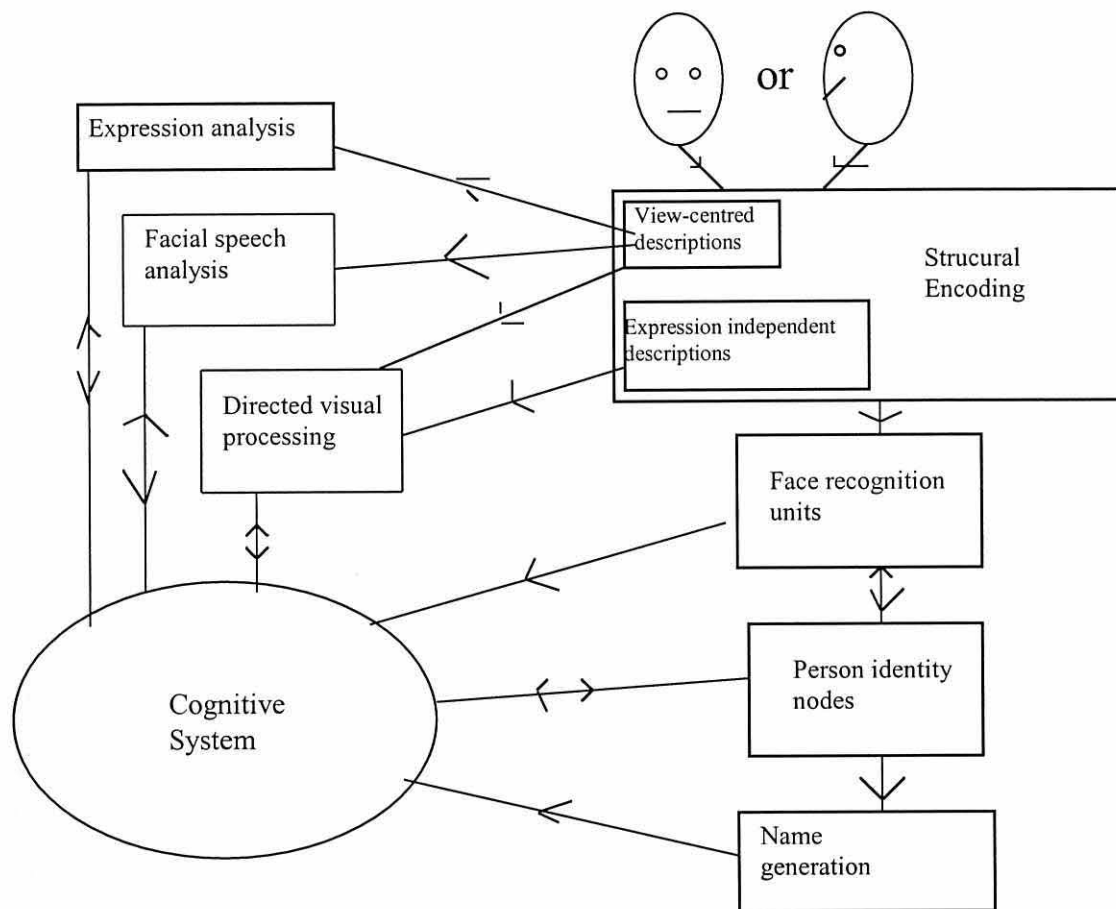 or
Expression analysis
View-centred
descriptions
Strucural
Encoding
Facial speech
analysis
Expression independent
descriptions
Directed visual
processing
Face recognition
units
Person identity
nodes
Cognitive
System
Name
generation